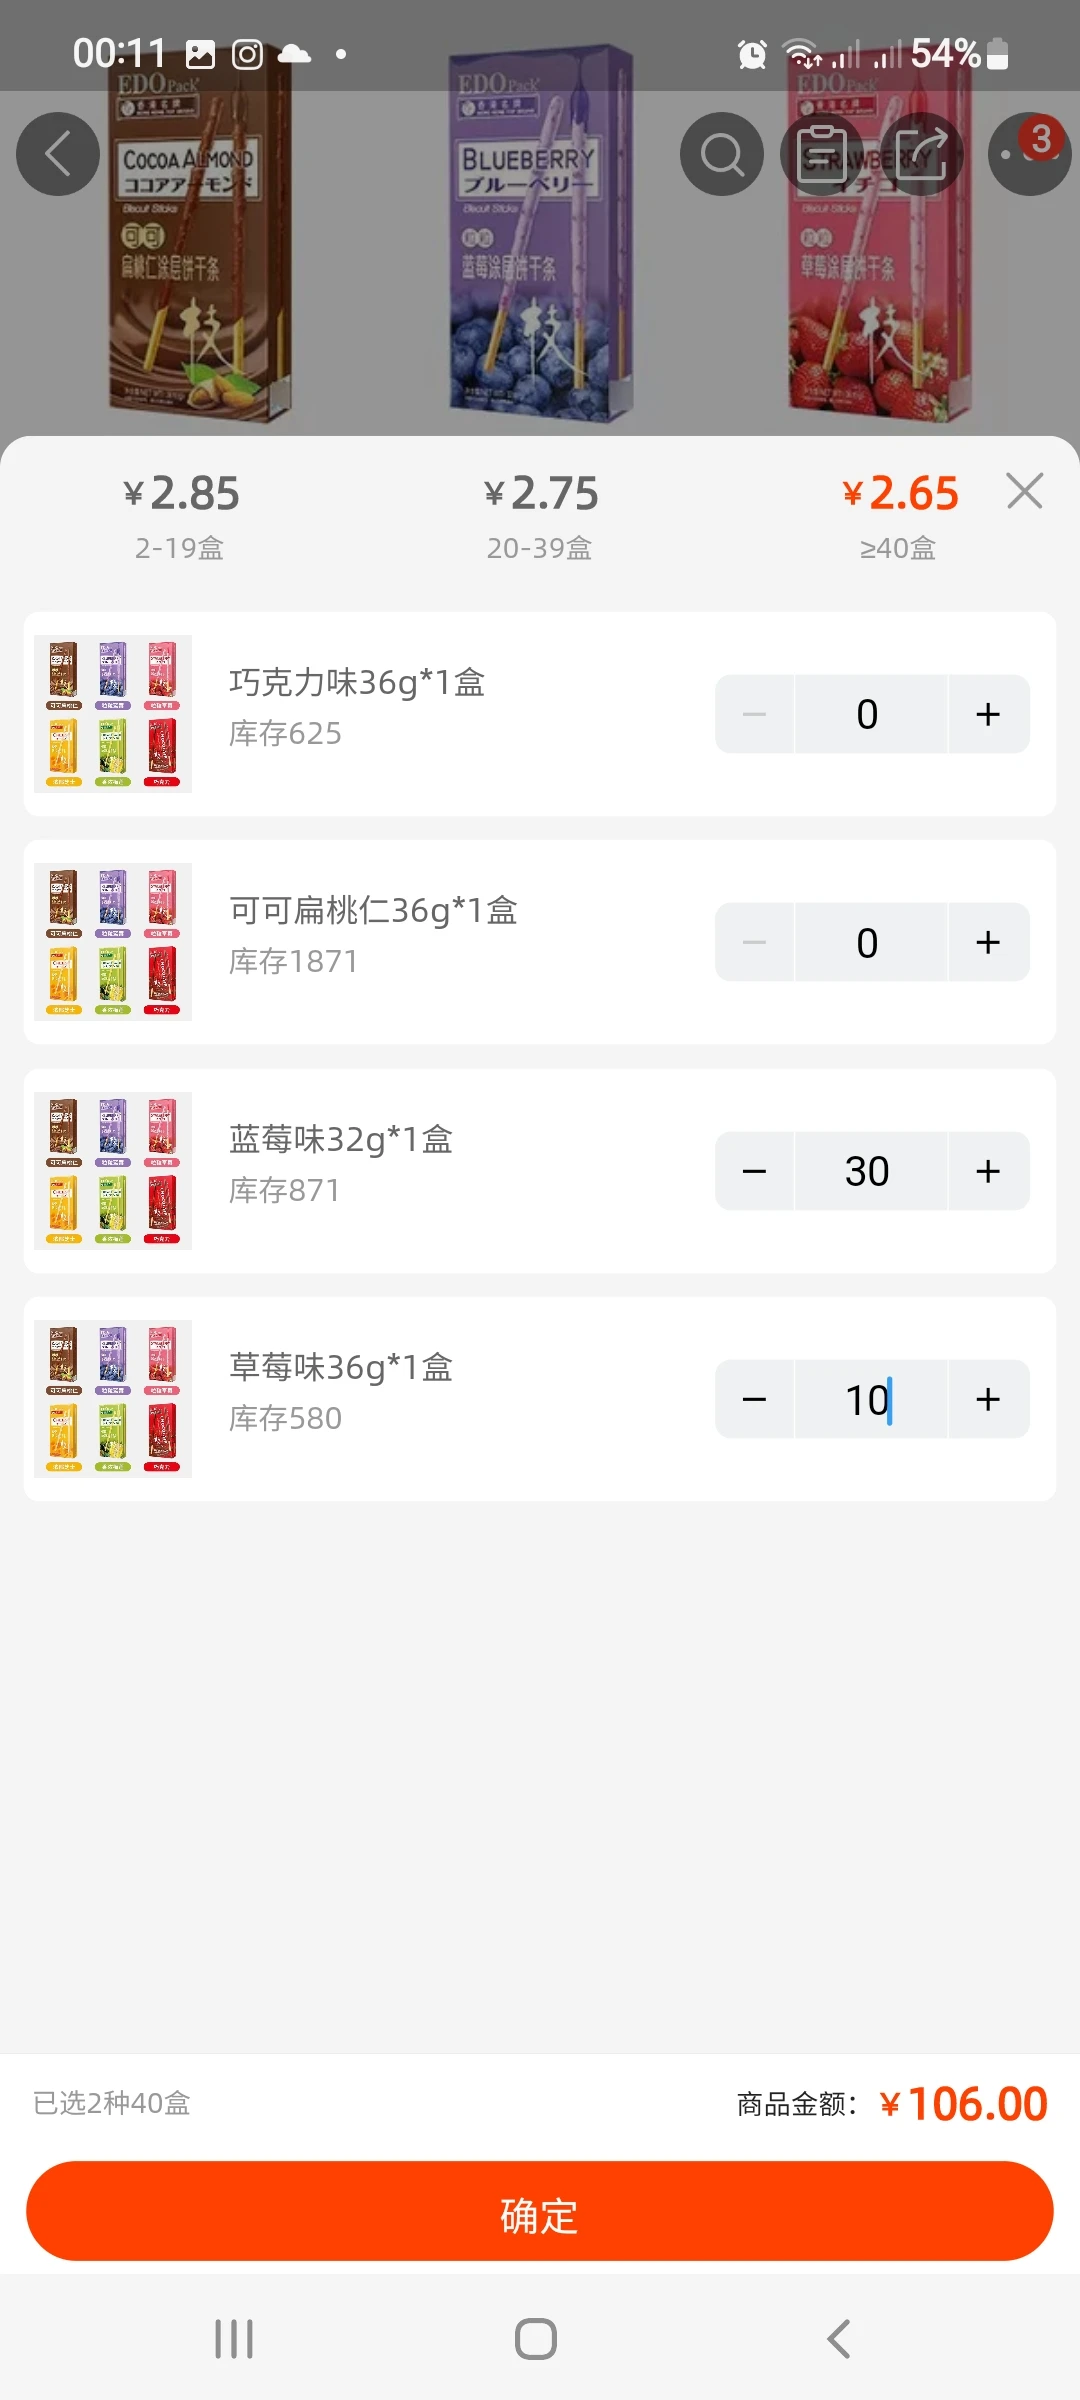 00:11
54%
EDO Pack
EDO Pack
EDO Pack
3
COCOA ALMOND
ココアアーモンド
Biscuit Sticks
可可
扁桃仁涂层饼干条
枝
BLUEBERRY
ブルーベリー
Biscuit Sticks
蓝莓涂层饼干条
枝
STRAWBERRY
イチゴ
Biscuit Sticks
草莓涂层饼干条
枝
¥2.85
2-19盒
¥2.75
20-39盒
¥2.65
≥40盒
巧克力味36g*1盒
库存625
0
可可扁桃仁36g*1盒
库存1871
0
蓝莓味32g*1盒
库存871
30
草莓味36g*1盒
库存580
10
已选2种40盒
商品金额：¥106.00
确定